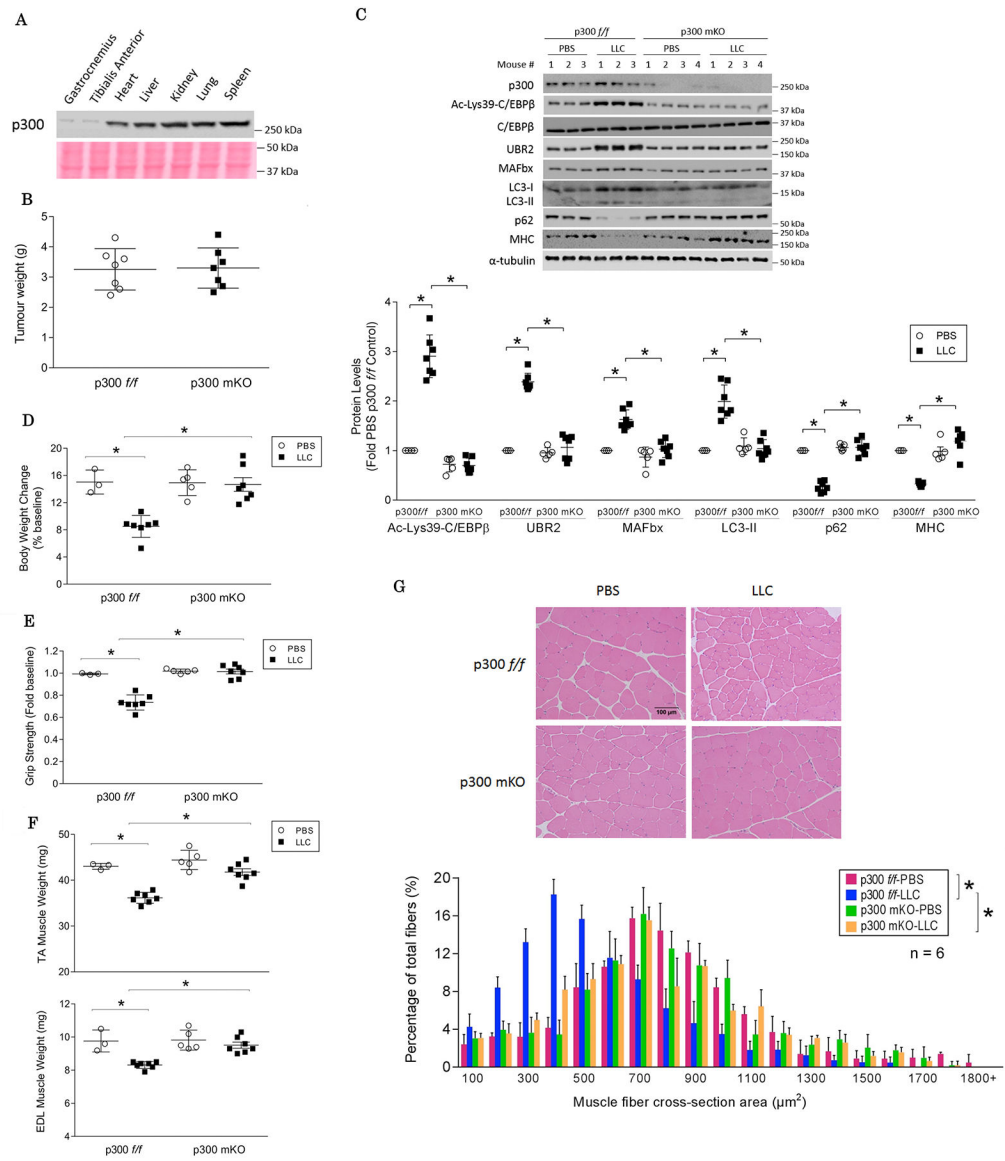 A
Gastrocnemius
Tibialis Anterior
Heart
Liver
Kidney
Lung
Spleen
p300
250 kDa
50 kDa
37 kDa
B
Tumour weight (g)
5
4
3
2
1
0
p300 f/f
p300 mKO
C
p300 f/f
p300 mKO
PBS LLC PBS LLC
Mouse # 1 2 3 1 2 3 1 2 3 4 1 2 3 4
p300
250 kDa
Ac-Lys39-C/EBPβ
37 kDa
C/EBPβ
37 kDa
UBR2
250 kDa
150 kDa
MAFbx
37 kDa
LC3-I
LC3-II
15 kDa
p62
50 kDa
MHC
250 kDa
150 kDa
α-tubulin
50 kDa
Protein Levels
(Fold PBS p300 f/f Control)
4
3
2
1
0
* * * * * * * * * * * *
PBS
LLC
p300f/f p300 mKO p300f/f p300 mKO p300f/f p300 mKO p300f/f p300 mKO p300f/f p300 mKO p300f/f p300 mKO
Ac-Lys39-C/EBPβ UBR2 MAFbx LC3-II p62 MHC
D
Body Weight Change
(% baseline)
20
16
12
8
4
0
* *
PBS
LLC
p300 f/f
p300 mKO
E
Grip Strength (Fold baseline)
1.2
1.0
0.8
0.6
0.4
0.2
0
* *
PBS
LLC
p300 f/f
p300 mKO
F
TA Muscle Weight (mg)
50
40
30
20
* *
PBS
LLC
EDL Muscle Weight (mg)
12
10
8
6
4
* *
p300 f/f
p300 mKO
G
PBS
LLC
p300 f/f
100 µm
p300 mKO
Percentage of total fibers (%)
20
16
12
8
4
0
p300 f/f-PBS
p300 f/f-LLC
p300 mKO-PBS
p300 mKO-LLC
*
*
n = 6
100 300 500 700 900 1100 1300 1500 1700 1800+
Muscle fiber cross-section area (µm²)